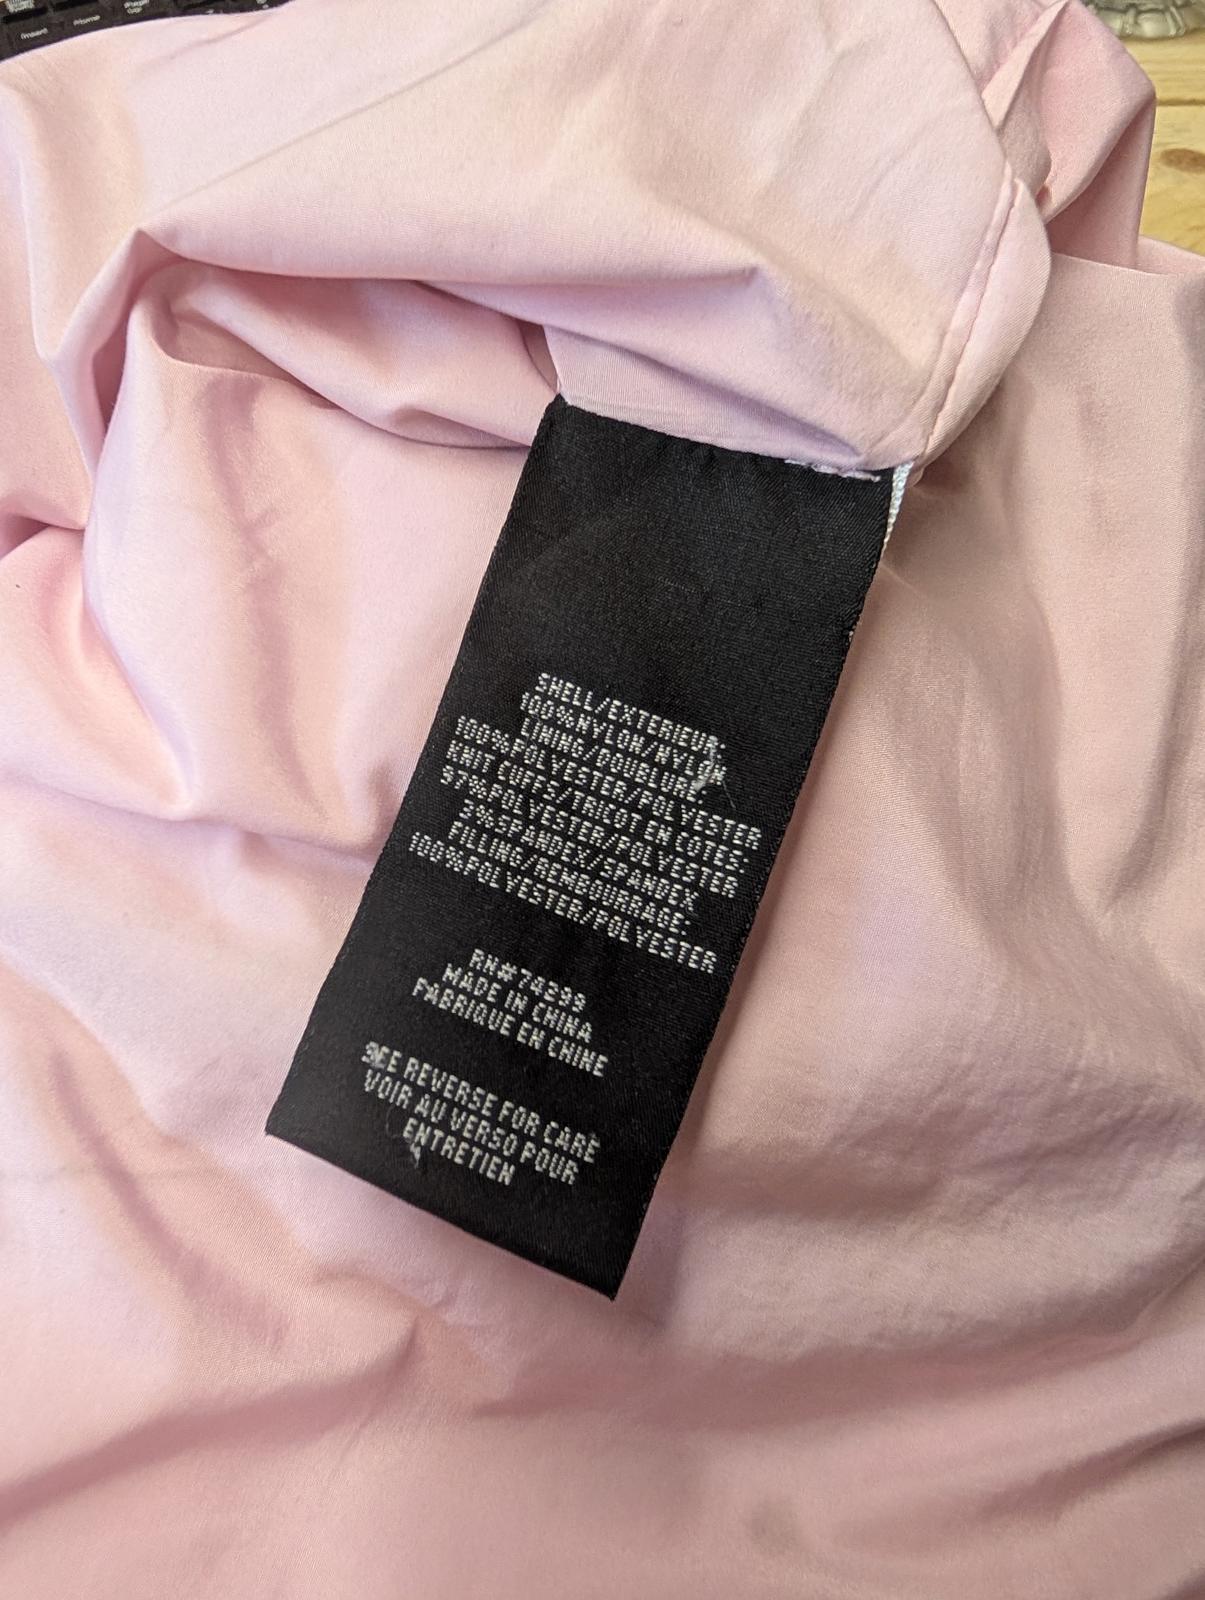 Insert
Home
SHELL/EXTERIEUR:
100%NYLON/NYLON
LINING/DOUBLURE:
100%POLYESTER/POLYESTER
KNIT CUFFS/TRICOT EN COTES:
97%POLYESTER/POLYESTER
3%SPANDEX/SPANDEX
FILLING/REMBOURRAGE:
100%POLYESTER/POLYESTER
RN#74299
MADE IN CHINA
FABRIQUE EN CHINE
SEE REVERSE FOR CARE
VOIR AU VERSO POUR
ENTRETIEN